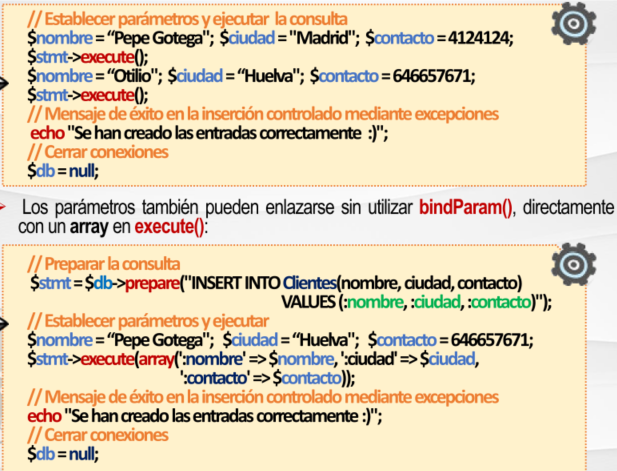 // Establecer parámetros y ejecutar la consulta
$nombre = “Pepe Gotega"; $ciudad = "Madrid"; $contacto = 4124124;
$stmt->execute();
$nombre = “Otilio"; $ciudad = “Huelva"; $contacto = 646657671;
$stmt->execute();
// Mensaje de éxito en la inserción controlado mediante excepciones
echo "Se han creado las entradas correctamente :)";
// Cerrar conexiones
$db = null;
Los parámetros también pueden enlazarse sin utilizar bindParam(), directamente
con un array en execute():
// Preparar la consulta
$stmt = $db->prepare("INSERT INTO Clientes(nombre, ciudad, contacto)
VALUES (:nombre, :ciudad, :contacto)");
// Establecer parámetros y ejecutar
$nombre = “Pepe Gotega"; $ciudad = “Huelva"; $contacto = 646657671;
$stmt->execute(array(':nombre' => $nombre, ':ciudad' => $ciudad,
':contacto' => $contacto));
// Mensaje de éxito en la inserción controlado mediante excepciones
echo "Se han creado las entradas correctamente :)";
// Cerrar conexiones
$db = null;